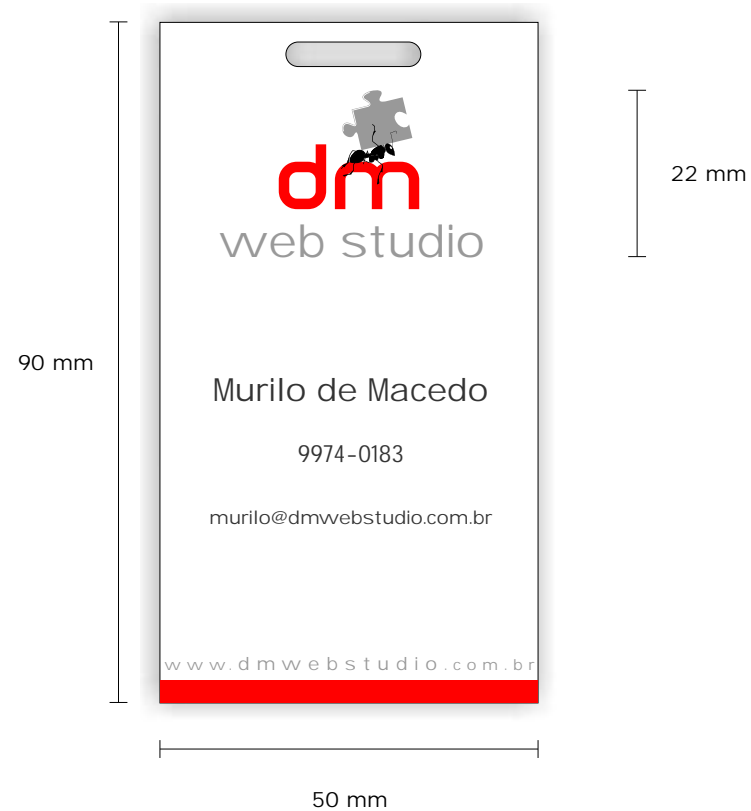 dm
web studio
22 mm
90 mm
Murilo de Macedo
9974-0183
murilo@dmwebstudio.com.br
www.dmwebstudio.com.br
50 mm